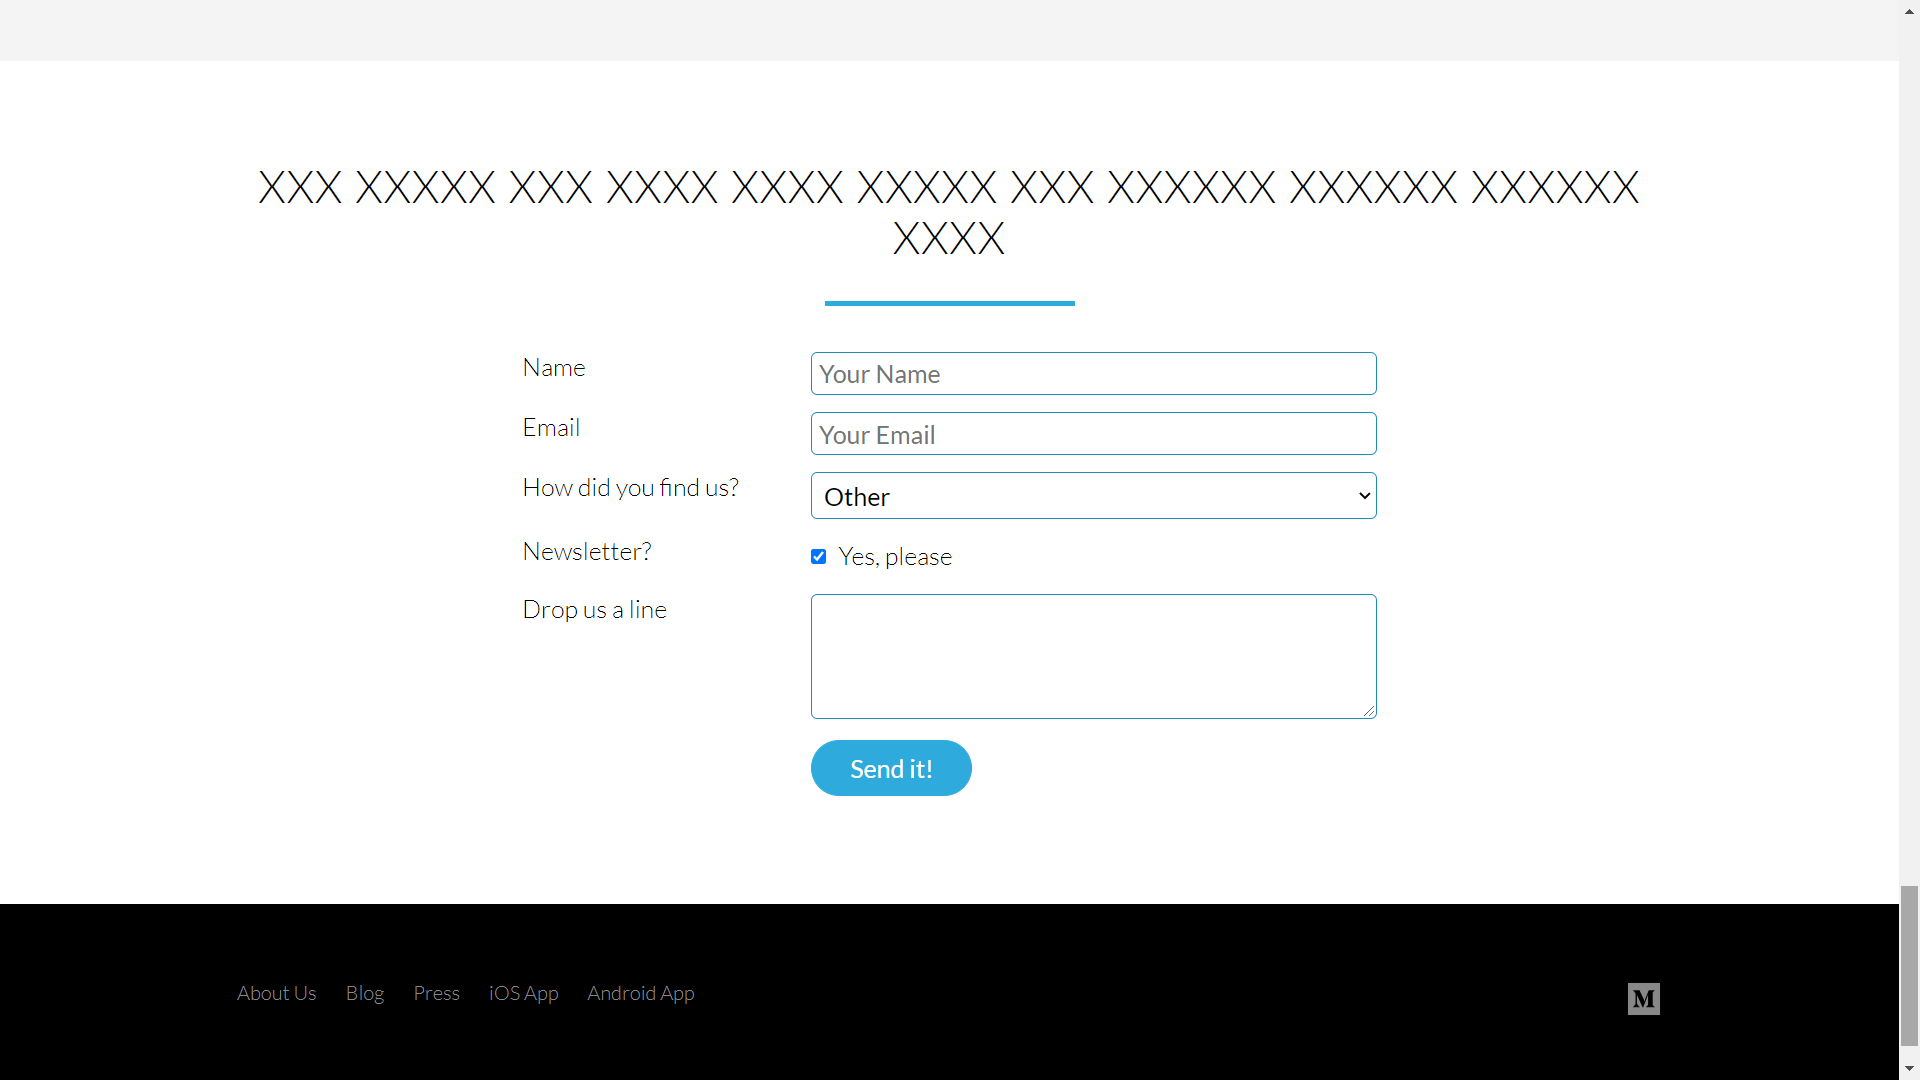 XXX XXXXX XXX XXXX XXXX XXXXX XXX XXXXXX XXXXXX XXXXXX
XXXX
Name
Your Name
Email
Your Email
How did you find us?
Other
Newsletter?
Yes, please
Drop us a line
Send it!
About Us Blog Press iOS App Android App
M